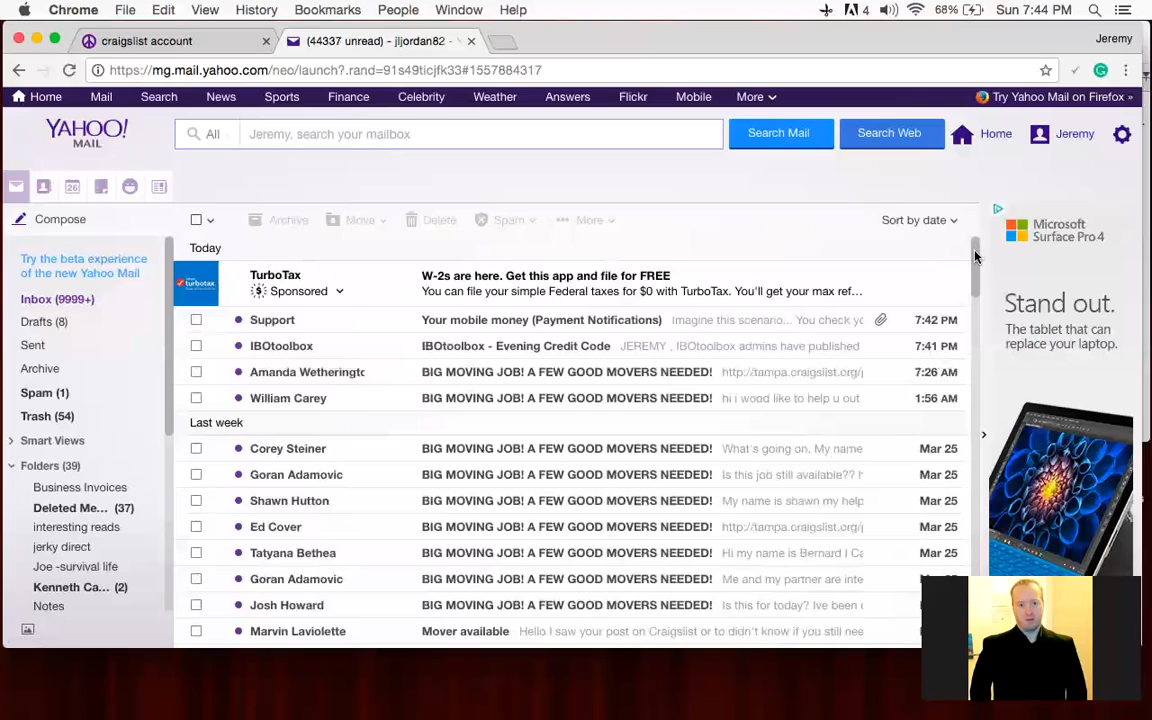 Chrome File Edit View History Bookmarks People Window Help 4 68% Sun 7:44 PM
craigslist account (44337 unread) - jljordan82 - Jeremy
https://mg.mail.yahoo.com/neo/launch?.rand=91s49ticjfk33#1557884317
Home Mail Search News Sports Finance Celebrity Weather Answers Flickr Mobile More Try Yahoo Mail on Firefox »
YAHOO!
MAIL
All Jeremy, search your mailbox Search Mail Search Web Home Jeremy
26
Compose Archive Move Delete Spam More Sort by date
Try the beta experience
of the new Yahoo Mail
Inbox (9999+)
Drafts (8)
Sent
Archive
Spam (1)
Trash (54)
Smart Views
Folders (39)
Business Invoices
Deleted Me... (37)
interesting reads
jerky direct
Joe -survival life
Kenneth Ca... (2)
Notes
Today
turbotax.
TurboTax W-2s are here. Get this app and file for FREE
Sponsored You can file your simple Federal taxes for $0 with TurboTax. You'll get your max ref...
Support Your mobile money (Payment Notifications) Imagine this scenario... You check yo 7:42 PM
IBOtoolbox IBOtoolbox - Evening Credit Code JEREMY , IBOtoolbox admins have published 7:41 PM
Amanda Wetheringto BIG MOVING JOB! A FEW GOOD MOVERS NEEDED! http://tampa.craigslist.org/p 7:26 AM
William Carey BIG MOVING JOB! A FEW GOOD MOVERS NEEDED! hi i wood like to help u out 1:56 AM
Last week
Corey Steiner BIG MOVING JOB! A FEW GOOD MOVERS NEEDED! What's going on, My name Mar 25
Goran Adamovic BIG MOVING JOB! A FEW GOOD MOVERS NEEDED! Is this job still available?? Mar 25
Shawn Hutton BIG MOVING JOB! A FEW GOOD MOVERS NEEDED! My name is shawn my help Mar 25
Ed Cover BIG MOVING JOB! A FEW GOOD MOVERS NEEDED! http://tampa.craigslist.org/p Mar 25
Tatyana Bethea BIG MOVING JOB! A FEW GOOD MOVERS NEEDED! Hi my name is Bernard I Ca Mar 25
Goran Adamovic BIG MOVING JOB! A FEW GOOD MOVERS NEEDED! Me and my partner are inte
Josh Howard BIG MOVING JOB! A FEW GOOD MOVERS NEEDED! Is this for today? Ive been
Marvin Laviolette Mover available Hello I saw your post on Craigslist or to didn't know if you still nee
Microsoft
Surface Pro 4
Stand out.
The tablet that can
replace your laptop.